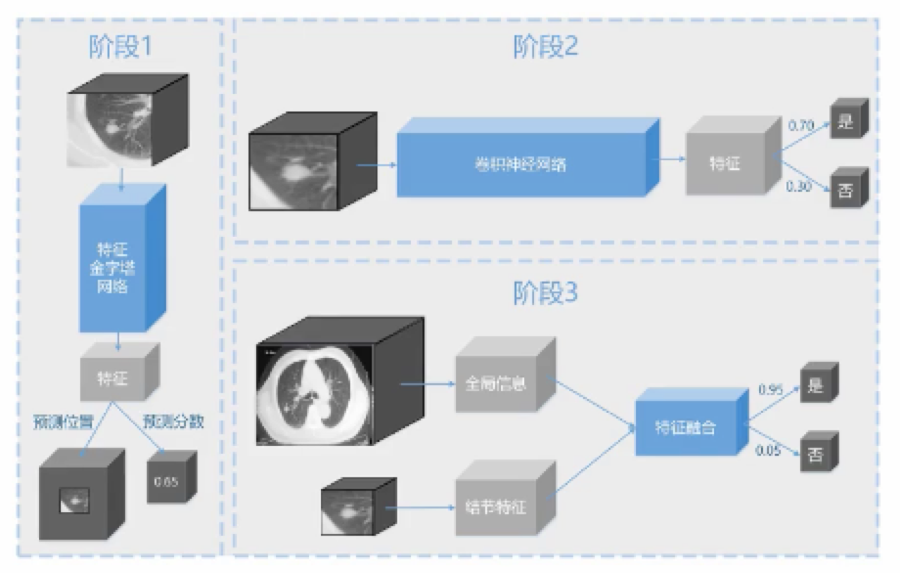 阶段1
特征
金字塔
网络
特征
预测位置
预测分数
0.65
阶段2
卷积神经网络
特征
0.70
是
0.30
否
阶段3
全局信息
结节特征
特征融合
0.95
是
0.05
否